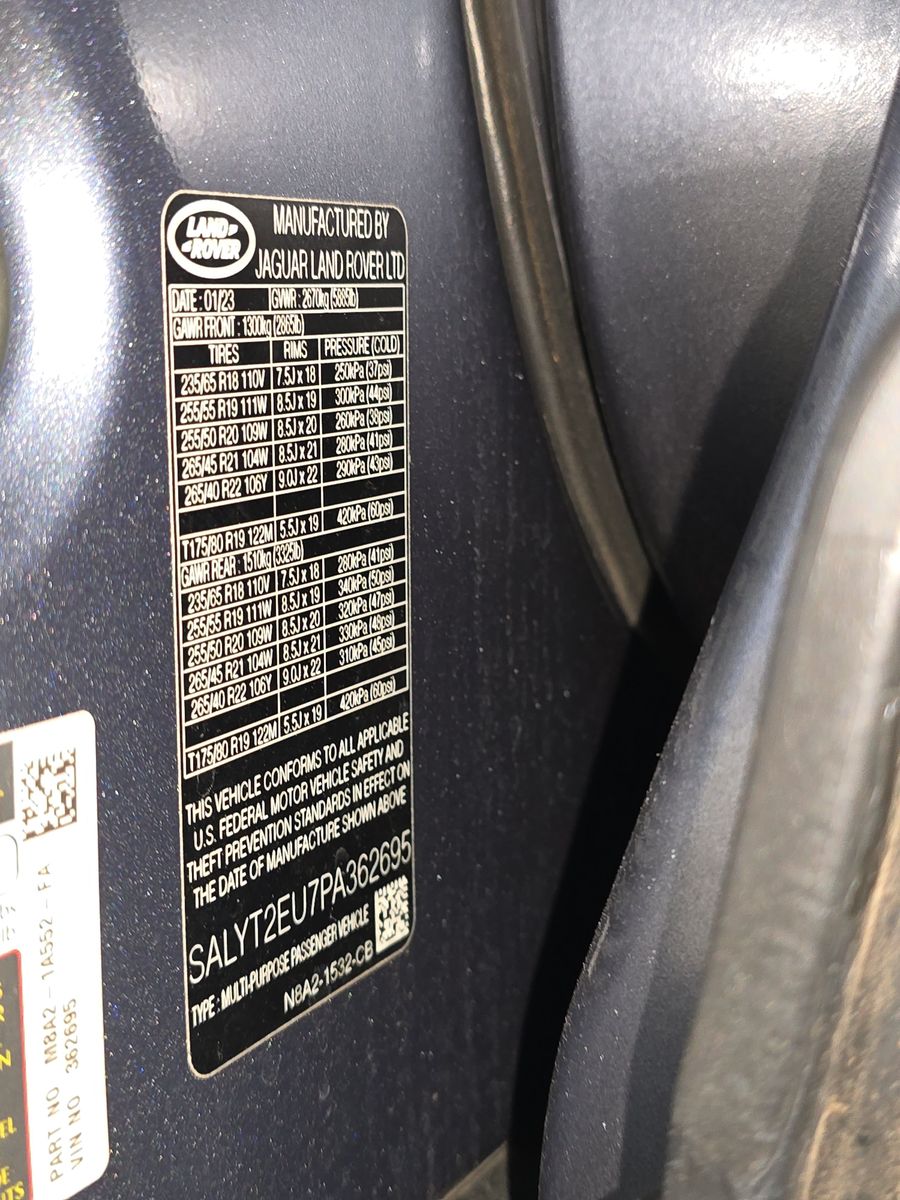 LAND
ROVER
MANUFACTURED BY
JAGUAR LAND ROVER LTD
DATE : 01/23 GVWR : 2670kg (5885lb)
GAWR FRONT : 1300kg (2865lb)
TIRES RIMS PRESSURE (COLD)
235/65 R18 110V 7.5J x 18 250kPa (37psi)
255/55 R19 111W 8.5J x 19 300kPa (44psi)
255/50 R20 109W 8.5J x 20 260kPa (38psi)
265/45 R21 104W 8.5J x 21 280kPa (41psi)
265/40 R22 106Y 9.0J x 22 290kPa (43psi)
T175/80 R19 122M 5.5J x 19 420kPa (60psi)
GAWR REAR : 1510kg (3325lb)
235/65 R18 110V 7.5J x 18 280kPa (41psi)
255/55 R19 111W 8.5J x 19 340kPa (50psi)
255/50 R20 109W 8.5J x 20 320kPa (47psi)
265/45 R21 104W 8.5J x 21 330kPa (48psi)
265/40 R22 106Y 9.0J x 22 310kPa (45psi)
T175/80 R19 122M 5.5J x 19 420kPa (60psi)
THIS VEHICLE CONFORMS TO ALL APPLICABLE
U.S. FEDERAL MOTOR VEHICLE SAFETY AND
THEFT PREVENTION STANDARDS IN EFFECT ON
THE DATE OF MANUFACTURE SHOWN ABOVE
SALYT2EU7PA362695
TYPE : MULTI-PURPOSE PASSENGER VEHICLE
N8A2-1532-CB
PART NO M8A2-1A552-FA
VIN NO 362695